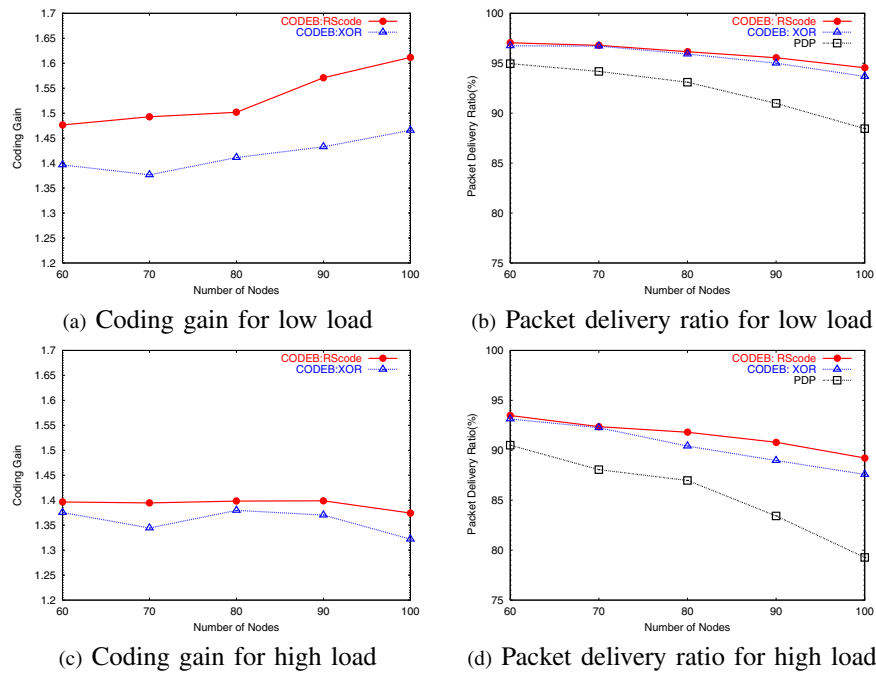 1.7
1.65
1.6
1.55
1.5
1.45
1.4
1.35
1.3
1.25
1.2
Coding Gain
CODEB:RScode
CODEB:XOR
60 70 80 90 100
Number of Nodes
(a) Coding gain for low load
100
95
90
85
80
75
Packet Delivery Ratio(%)
CODEB:RScode
CODEB: XOR
PDP
60 70 80 90 100
Number of Nodes
(b) Packet delivery ratio for low load
1.7
1.65
1.6
1.55
1.5
1.45
1.4
1.35
1.3
1.25
1.2
Coding Gain
CODEB:RScode
CODEB:XOR
60 70 80 90 100
Number of Nodes
(c) Coding gain for high load
100
95
90
85
80
75
Packet Delivery Ratio(%)
CODEB: RScode
CODEB: XOR
PDP
60 70 80 90 100
Number of Nodes
(d) Packet delivery ratio for high load